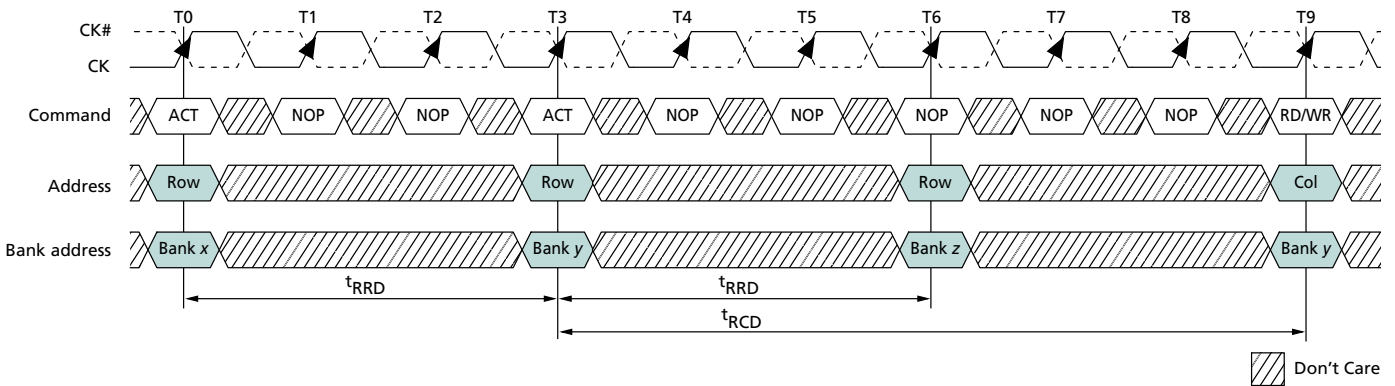 T0 T1 T2 T3 T4 T5 T6 T7 T8 T9
CK#
CK
Command ACT NOP NOP ACT NOP NOP NOP NOP NOP RD/WR
Address Row Row Row Col
Bank address Bank x Bank y Bank z Bank y
tRRD tRRD
tRCD
Don't Care